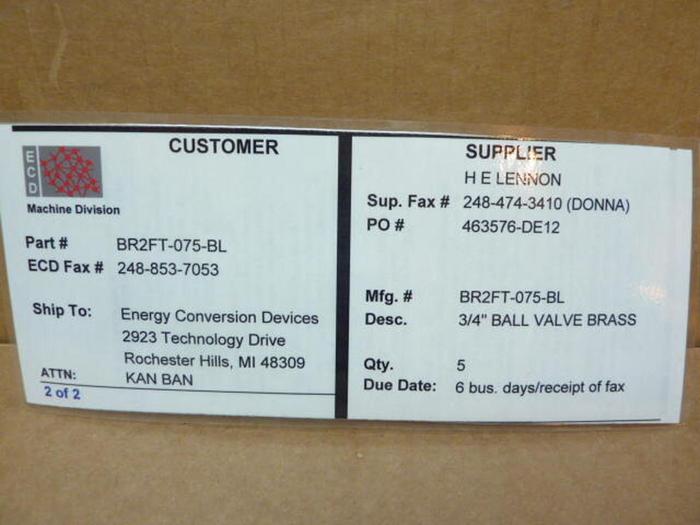 CUSTOMER
ECD
Machine Division
Part # BR2FT-075-BL
ECD Fax # 248-853-7053
Ship To: Energy Conversion Devices
2923 Technology Drive
Rochester Hills, MI 48309
ATTN: KAN BAN
2 of 2
SUPPLIER
H E LENNON
Sup. Fax # 248-474-3410 (DONNA)
PO # 463576-DE12
Mfg. # BR2FT-075-BL
Desc. 3/4" BALL VALVE BRASS
Qty. 5
Due Date: 6 bus. days/receipt of fax